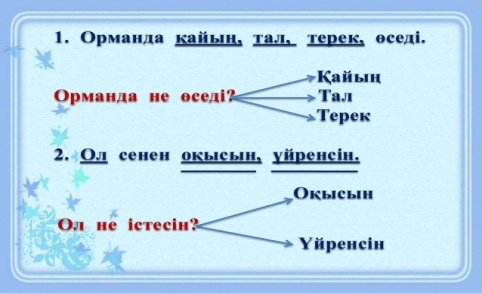 1. Орманда қайың, тал, терек, өседі.
Қайың
Орманда не өседі? Тал
Терек
2. Ол сенен оқысын, үйренсін.
Оқысын
Ол не істесін?
Үйренсін